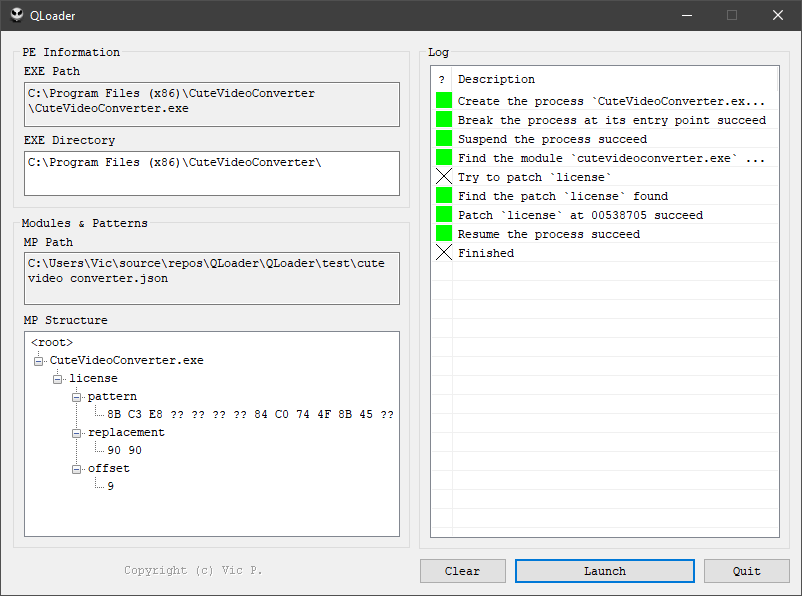 QLoader
PE Information
EXE Path
C:\Program Files (x86)\CuteVideoConverter
\CuteVideoConverter.exe
EXE Directory
C:\Program Files (x86)\CuteVideoConverter\
Modules & Patterns
MP Path
C:\Users\Vic\source\repos\QLoader\QLoader\test\cute
video converter.json
MP Structure
<root>
CuteVideoConverter.exe
license
pattern
8B C3 E8 ?? ?? ?? ?? 84 C0 74 4F 8B 45 ??
replacement
90 90
offset
9
Copyright (c) Vic P.
Log
? Description
Create the process `CuteVideoConverter.ex...
Break the process at its entry point succeed
Suspend the process succeed
Find the module `cutevideoconverter.exe` ...
Try to patch `license`
Find the patch `license` found
Patch `license` at 00538705 succeed
Resume the process succeed
Finished
Clear
Launch
Quit